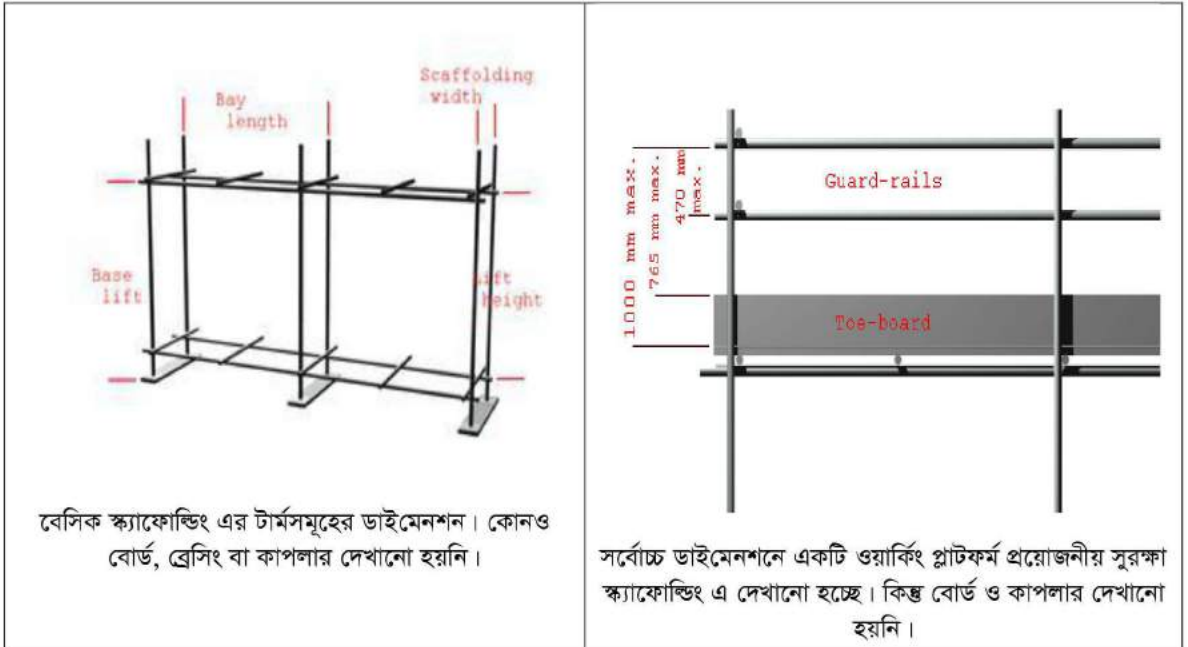 Scaffolding
width
Bay
length
Base
lift
height
বেসিক স্ক্যাফোল্ডিং এর টার্মসমূহের ডাইমেনশন। কোনও
বোর্ড, ব্রেসিং বা কাপলার দেখানো হয়নি।
1000 mm max.
765 mm max.
470 mm
max.
Guard-rails
Toe-board
সর্বোচ্চ ডাইমেনশনে একটি ওয়ার্কিং প্লাটফর্ম প্রয়োজনীয় সুরক্ষা
স্ক্যাফোল্ডিং এ দেখানো হচ্ছে। কিন্তু বোর্ড ও কাপলার দেখানো
হয়নি।